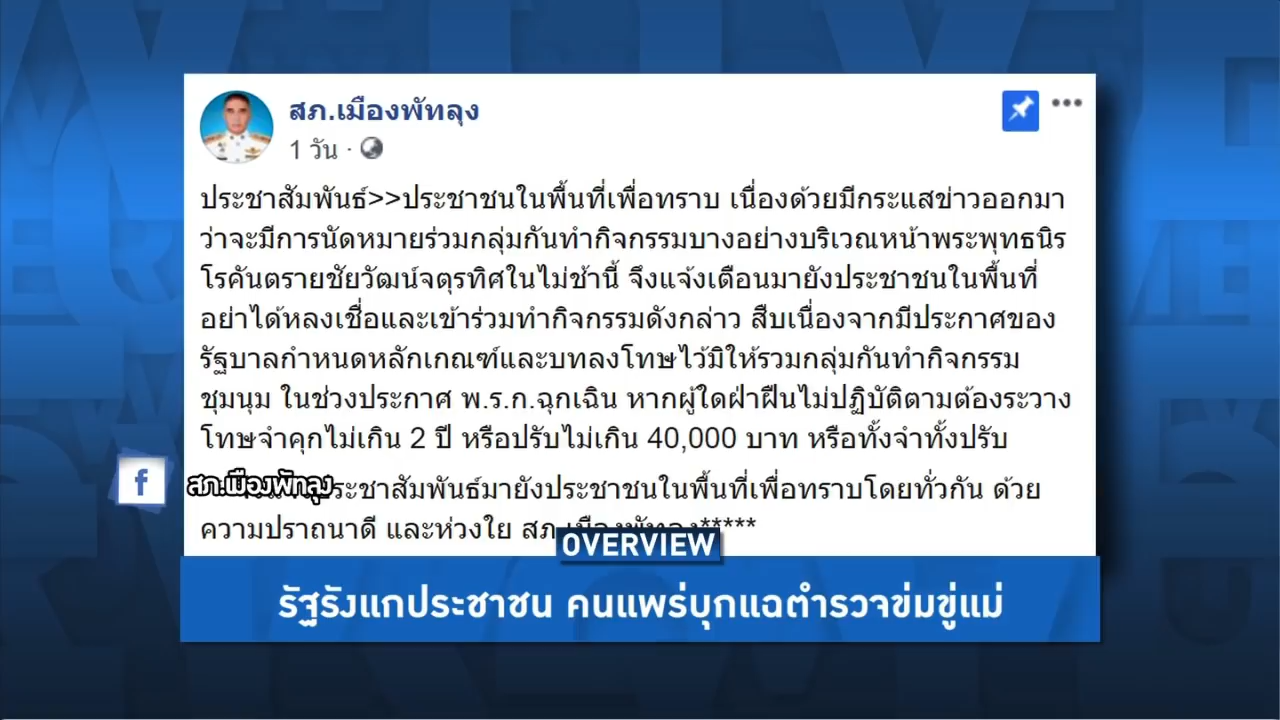 สภ.เมืองพัทลุง
1 วัน ·
ประชาสัมพันธ์>>ประชาชนในพื้นที่เพื่อทราบ เนื่องด้วยมีกระแสข่าวออกมา
ว่าจะมีการนัดหมายร่วมกลุ่มกันทำกิจกรรมบางอย่างบริเวณหน้าพระพุทธนิร
โรคันตรายชัยวัฒน์จตุรทิศในไม่ช้านี้ จึงแจ้งเตือนมายังประชาชนในพื้นที่
อย่าได้หลงเชื่อและเข้าร่วมทำกิจกรรมดังกล่าว สืบเนื่องจากมีประกาศของ
รัฐบาลกำหนดหลักเกณฑ์และบทลงโทษไว้มิให้รวมกลุ่มกันทำกิจกรรม
ชุมนุม ในช่วงประกาศ พ.ร.ก.ฉุกเฉิน หากผู้ใดฝ่าฝืนไม่ปฏิบัติตามต้องระวาง
โทษจำคุกไม่เกิน 2 ปี หรือปรับไม่เกิน 40,000 บาท หรือทั้งจำทั้งปรับ
f สภ.เมืองพัทลุง
ประชาสัมพันธ์มายังประชาชนในพื้นที่เพื่อทราบโดยทั่วกัน ด้วย
ความปราถนาดี และห่วงใย สภ.เมืองพัทลุง*****
OVERVIEW
รัฐรังแกประชาชน คนแพร่บุกแฉตำรวจข่มขู่แม่